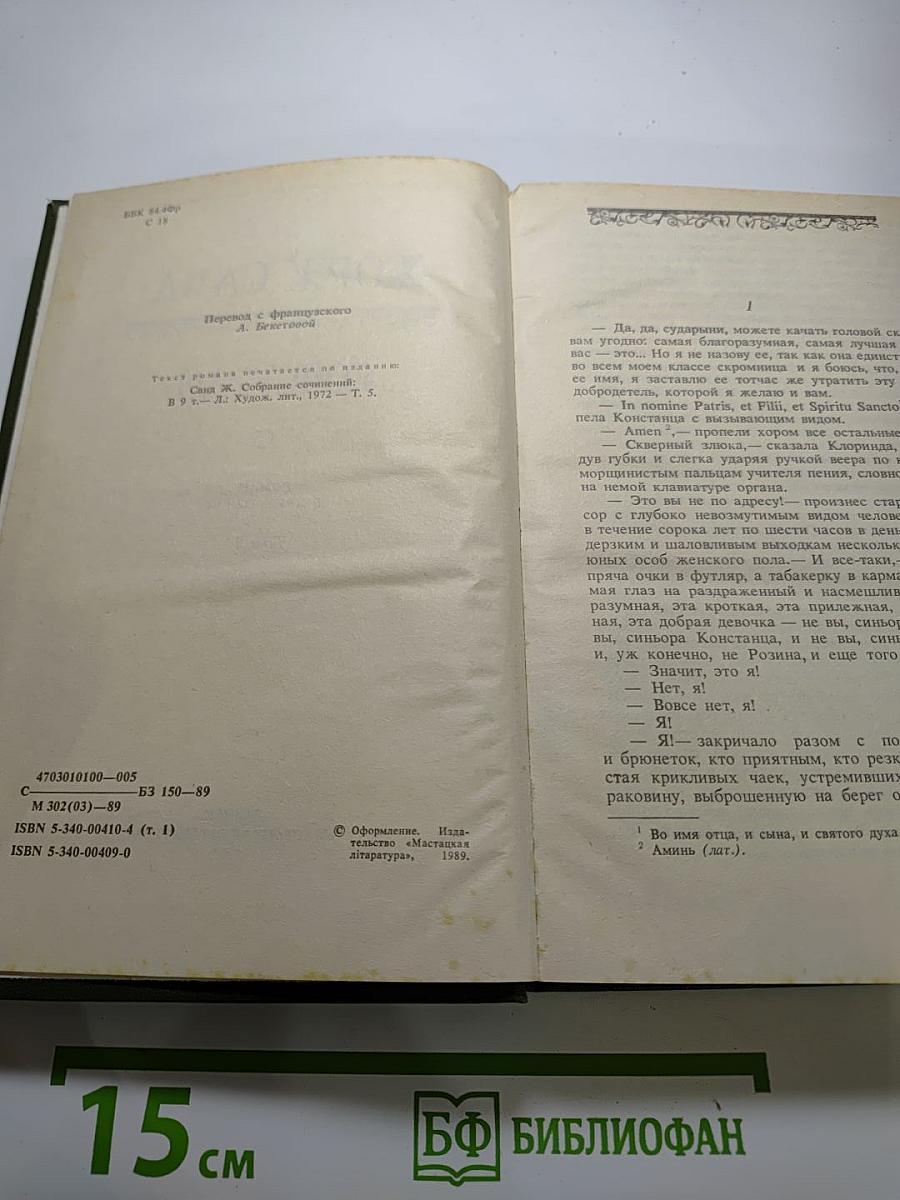 ББК 84.4Фр
С 18
Перевод с французского
А. Бекетовой
Текст романа печатается по изданию:
Санд Ж. Собрание сочинений:
В 9 т.— Л.: Худож. лит., 1972 — Т. 5.
4703010100—005
С————БЗ 150—89
М 302(03)—89
ISBN 5-340-00410-4 (т. 1)
ISBN 5-340-00409-0
© Оформление. Изда-
тельство «Мастацкая
літаратура», 1989.
1
— Да, да, сударыни, можете качать головой ск
вам угодно: самая благоразумная, самая лучшая
вас — это... Но я не назову ее, так как она единст
во всем моем классе скромница и я боюсь, что,
ее имя, я заставлю ее тотчас же утратить эту
добродетель, которой я желаю и вам.
— In nomine Patris, et Filii, et Spiritu Sancto
пела Констанца с вызывающим видом.
— Amen ²,— пропели хором все остальные
— Скверный злюка,— сказала Клоринда,
дув губки и слегка ударяя ручкой веера по к
морщинистым пальцам учителя пения, словно
на немой клавиатуре органа.
— Это вы не по адресу!— произнес стар
сор с глубоко невозмутимым видом челове
в течение сорока лет по шести часов в день
дерзким и шаловливым выходкам нескольк
юных особ женского пола.— И все-таки,—
пряча очки в футляр, а табакерку в карма
мая глаз на раздраженный и насмешлив
разумная, эта кроткая, эта прилежная,
ная, эта добрая девочка — не вы, синьор
вы, синьора Констанца, и не вы, синь
и, уж конечно, не Розина, и еще того
— Значит, это я!
— Нет, я!
— Вовсе нет, я!
— Я!
— Я!— закричало разом с по
и брюнеток, кто приятным, кто резк
стая крикливых чаек, устремивших
раковину, выброшенную на берег о
¹ Во имя отца, и сына, и святого духа
² Аминь (лат.).
15 см
БФ БИБЛИОФАН